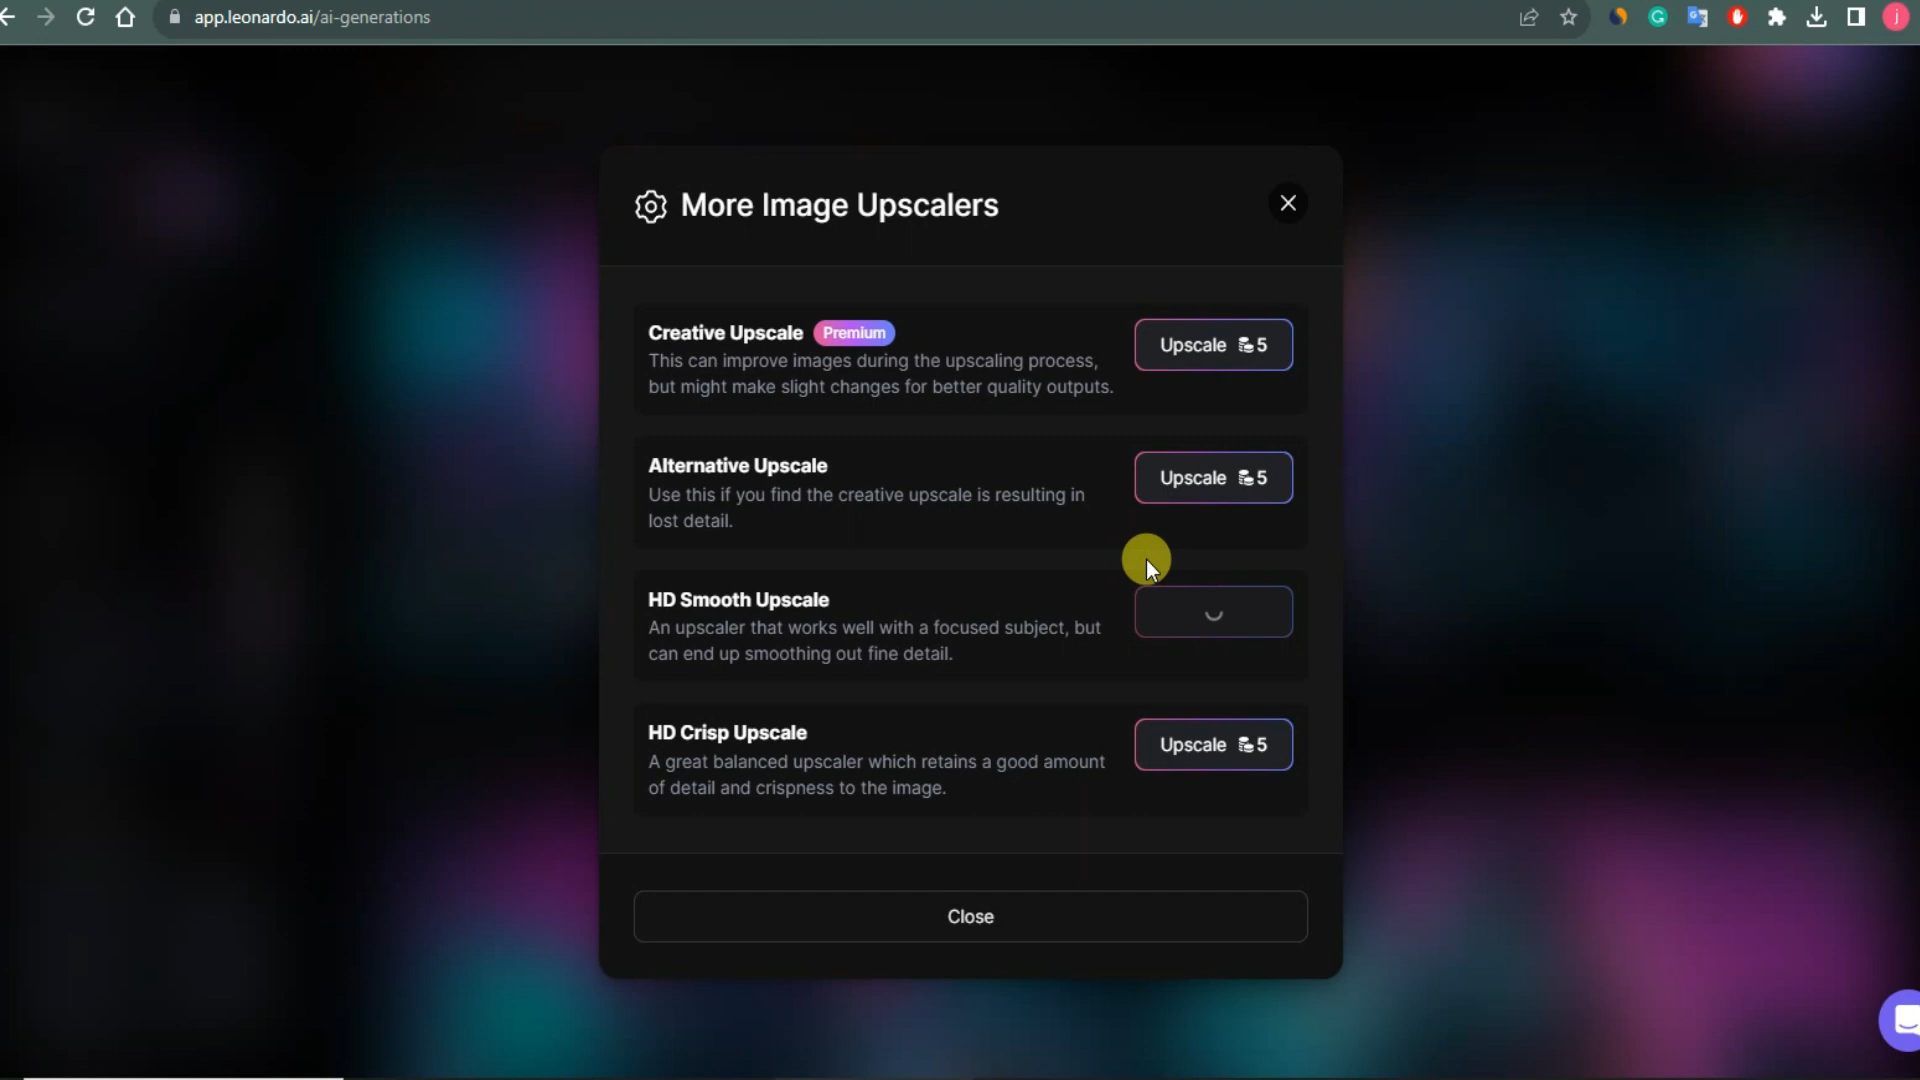 app.leonardo.ai/ai-generations
j
More Image Upscalers
Creative Upscale Premium
This can improve images during the upscaling process,
but might make slight changes for better quality outputs.
Upscale 5
Alternative Upscale
Use this if you find the creative upscale is resulting in
lost detail.
Upscale 5
HD Smooth Upscale
An upscaler that works well with a focused subject, but
can end up smoothing out fine detail.
HD Crisp Upscale
A great balanced upscaler which retains a good amount
of detail and crispness to the image.
Upscale 5
Close